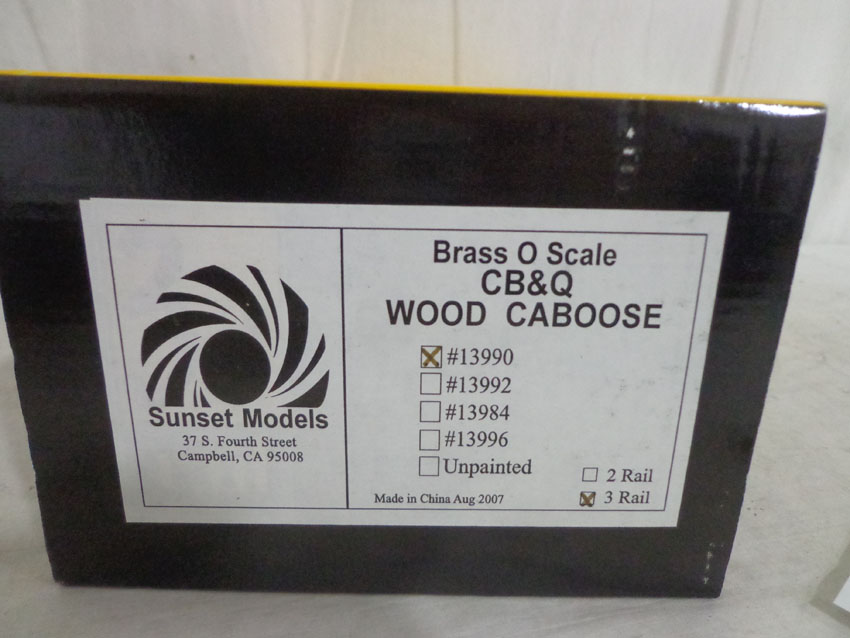 Brass O Scale
CB&Q
WOOD CABOOSE
#13990
#13992
#13984
#13996
Unpainted
2 Rail
3 Rail
Made in China Aug 2007
Sunset Models
37 S. Fourth Street
Campbell, CA 95008